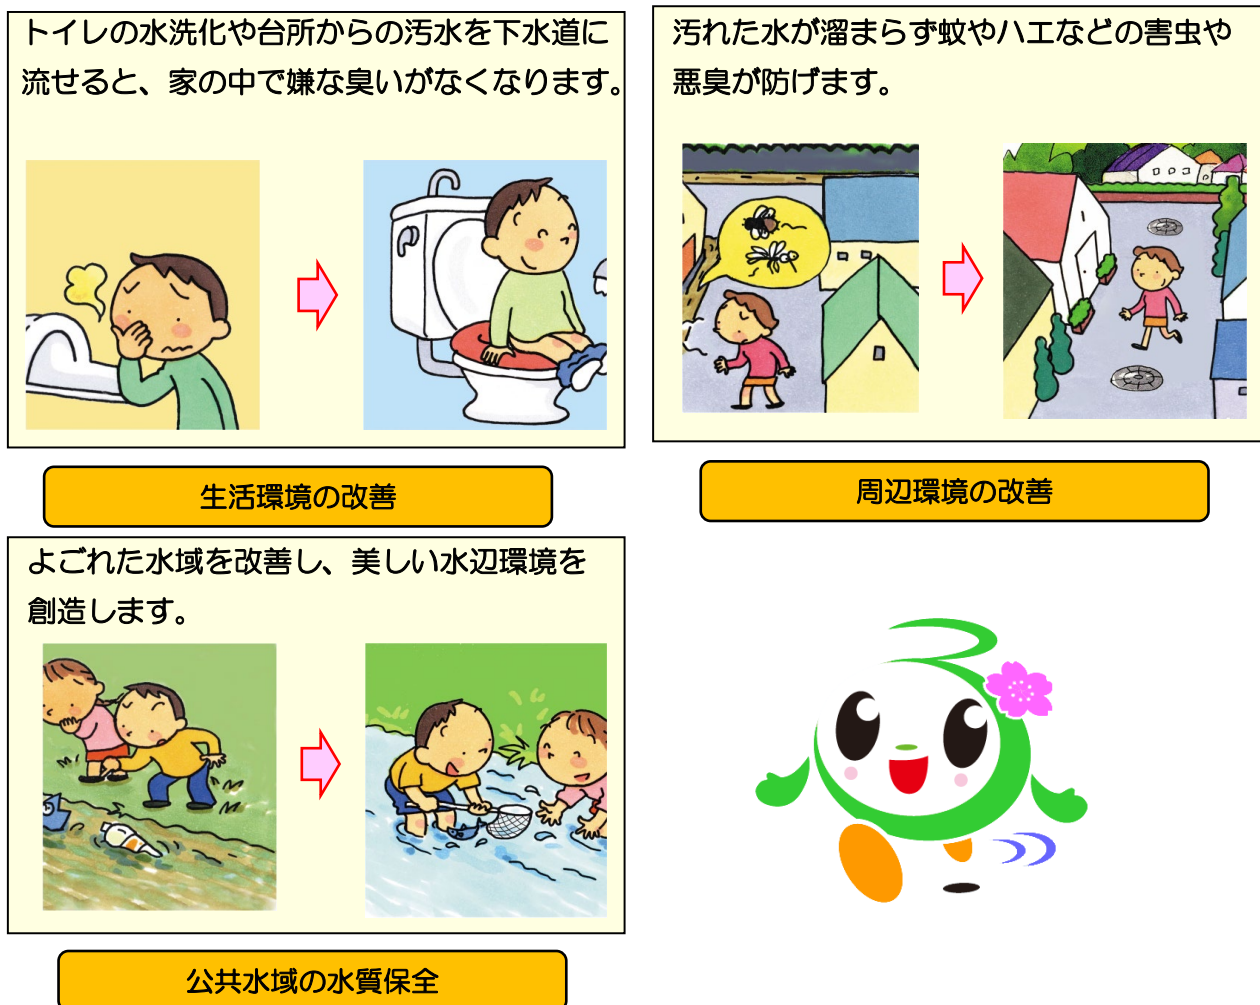 トイレの水洗化や台所からの汚水を下水道に
流せると、家の中で嫌な臭いがなくなります。
生活環境の改善
汚れた水が溜まらず蚊やハエなどの害虫や
悪臭が防げます。
周辺環境の改善
よごれた水域を改善し、美しい水辺環境を
創造します。
公共水域の水質保全